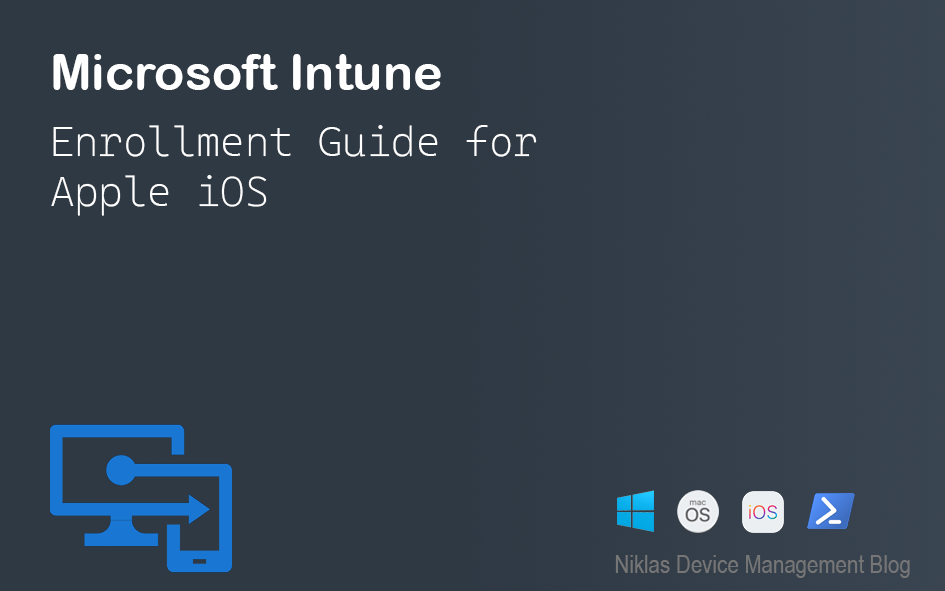 Microsoft Intune
Enrollment Guide for
Apple iOS
mac
OS
iOS
Niklas Device Management Blog